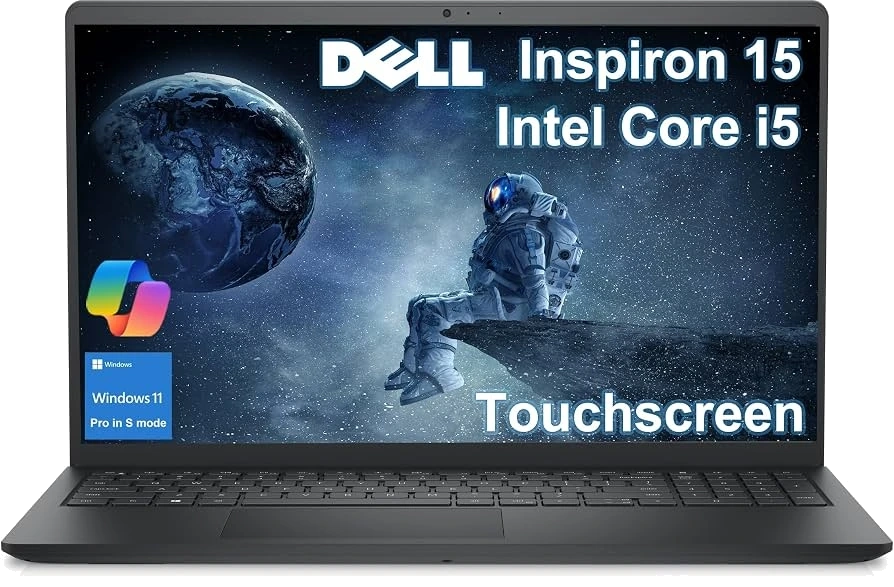 DELL Inspiron 15
Intel Core i5
Windows
Windows 11
Pro in S mode
Touchscreen